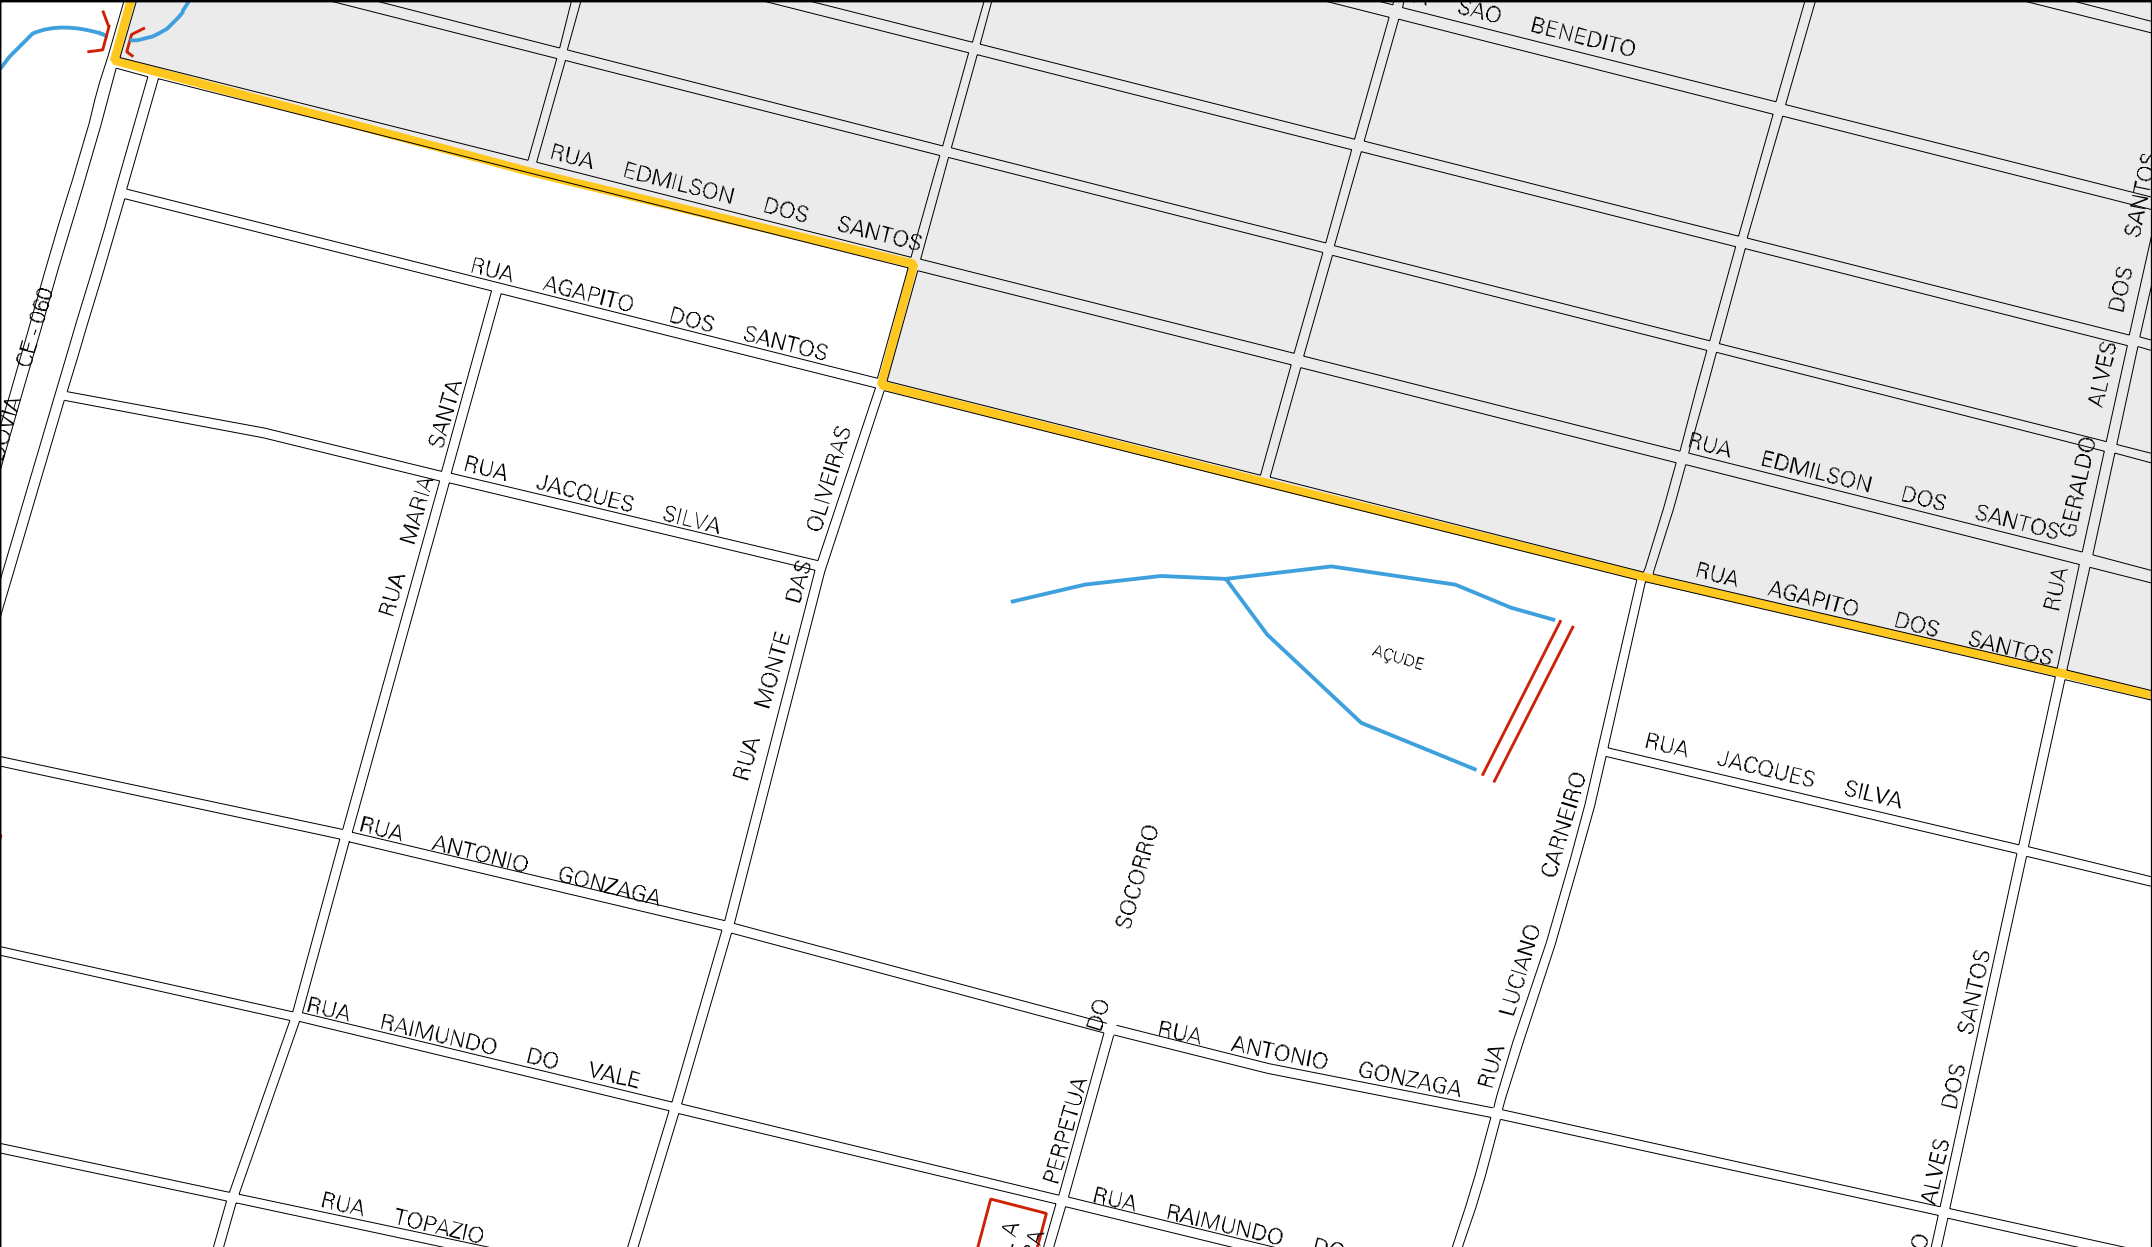 SAO BENEDITO
RUA EDMILSON DOS SANTOS
RUA AGAPITO DOS SANTOS
CE - 060
RUA MARIA SANTA
RUA JACQUES SILVA
RUA MONTE DAS OLIVEIRAS
RUA GERALDO ALVES DOS SANTOS
RUA EDMILSON DOS SANTOS
RUA AGAPITO DOS SANTOS
AÇUDE
RUA JACQUES SILVA
RUA LUCIANO CARNEIRO
PERPETUA DO SOCORRO
RUA ANTONIO GONZAGA
RUA ANTONIO GONZAGA
ALVES DOS SANTOS
RUA RAIMUNDO DO VALE
RUA RAIMUNDO DO
RUA TOPAZIO